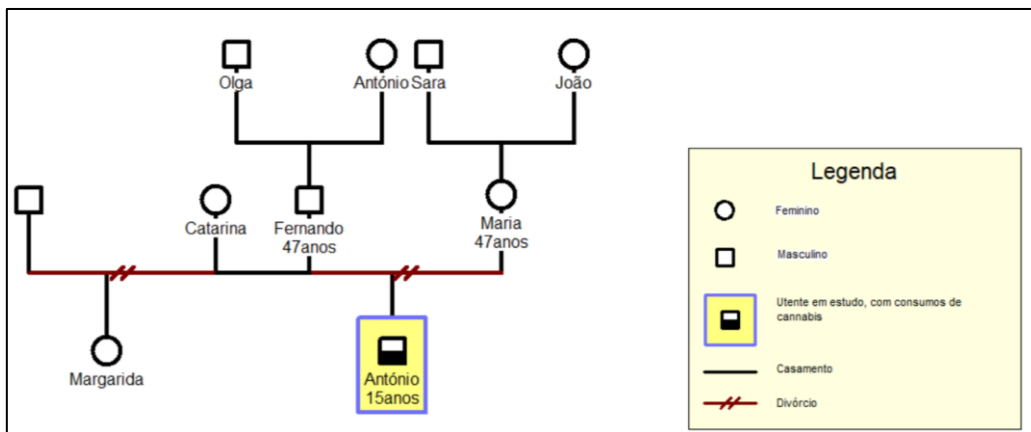 Olga
António
Sara
João
Catarina
Fernando
47anos
Maria
47anos
Margarida
António
15anos
Legenda
Feminino
Masculino
Utente em estudo, com consumos de
cannabis
Casamento
Divórcio